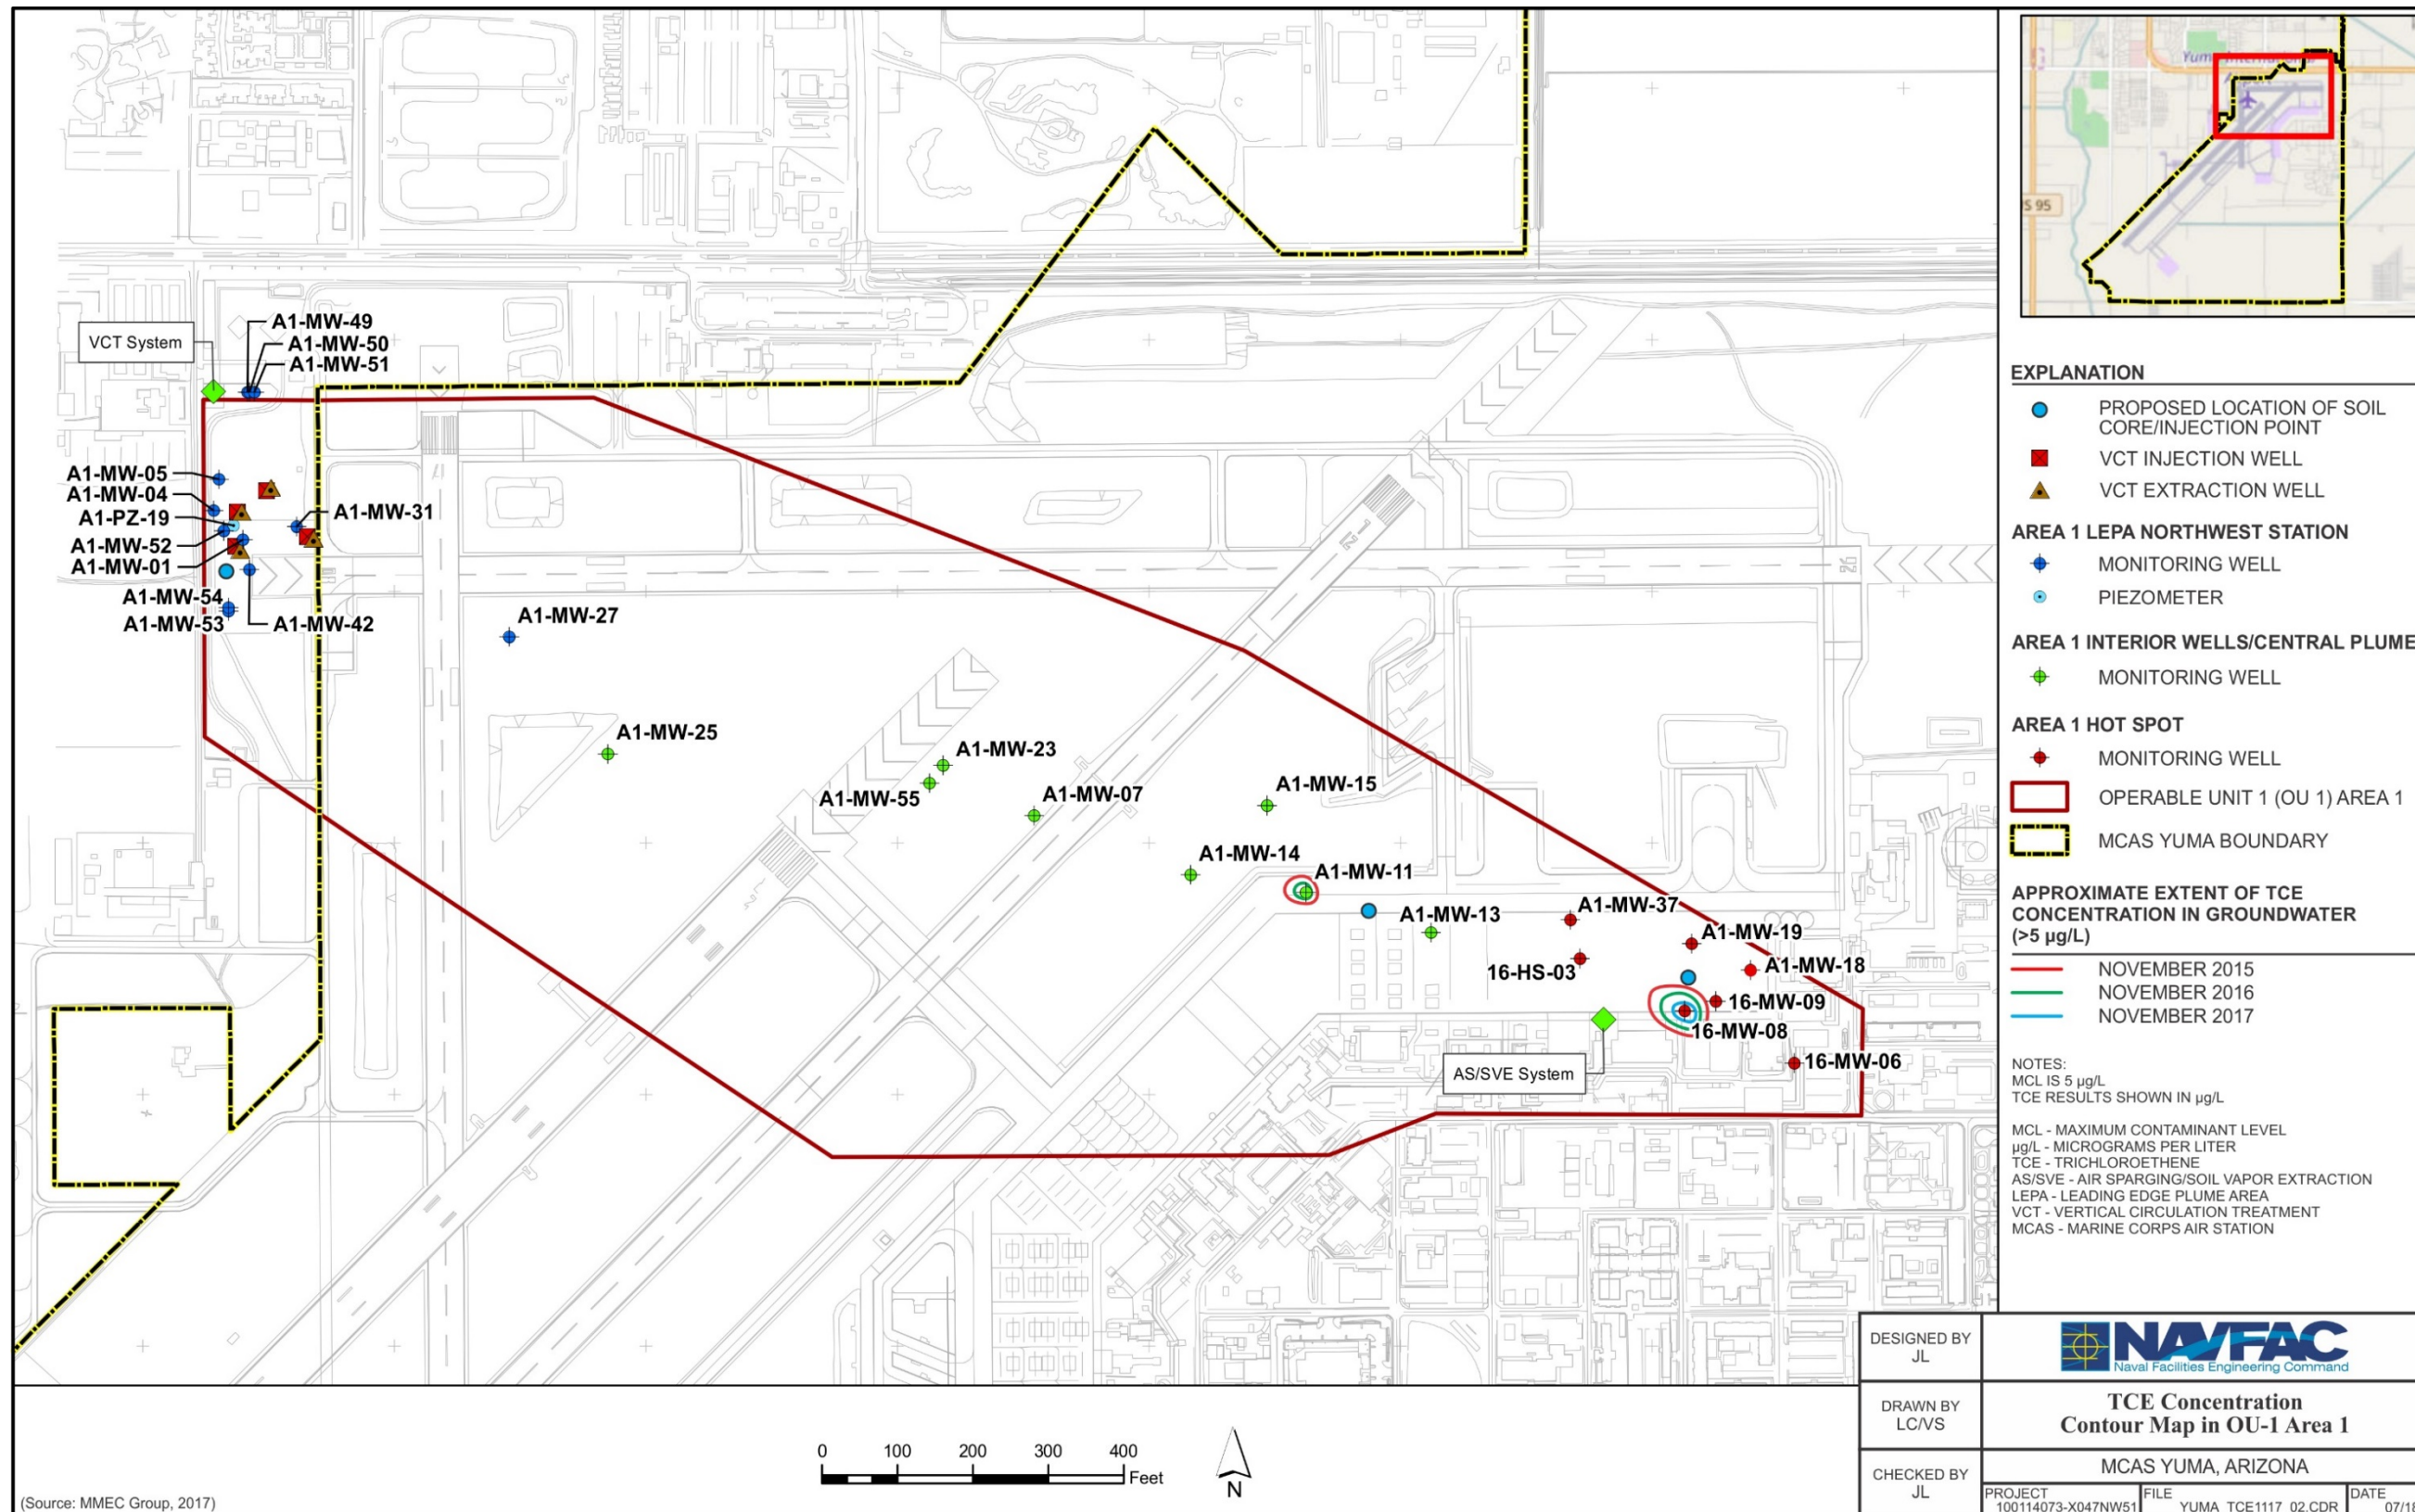 VCT System
A1-MW-49
A1-MW-50
A1-MW-51
A1-MW-05
A1-MW-04
A1-PZ-19
A1-MW-52
A1-MW-01
A1-MW-31
A1-MW-54
A1-MW-53
A1-MW-42
A1-MW-27
A1-MW-25
A1-MW-23
A1-MW-55
A1-MW-07
A1-MW-15
A1-MW-14
A1-MW-11
A1-MW-13
A1-MW-37
A1-MW-19
16-HS-03
A1-MW-18
16-MW-09
16-MW-08
16-MW-06
AS/SVE System
0 100 200 300 400
Feet
N
(Source: MMEC Group, 2017)
S 95
EXPLANATION
PROPOSED LOCATION OF SOIL
CORE/INJECTION POINT
VCT INJECTION WELL
VCT EXTRACTION WELL
AREA 1 LEPA NORTHWEST STATION
MONITORING WELL
PIEZOMETER
AREA 1 INTERIOR WELLS/CENTRAL PLUME
MONITORING WELL
AREA 1 HOT SPOT
MONITORING WELL
OPERABLE UNIT 1 (OU 1) AREA 1
MCAS YUMA BOUNDARY
APPROXIMATE EXTENT OF TCE
CONCENTRATION IN GROUNDWATER
(>5 µg/L)
NOVEMBER 2015
NOVEMBER 2016
NOVEMBER 2017
NOTES:
MCL IS 5 µg/L
TCE RESULTS SHOWN IN µg/L
MCL - MAXIMUM CONTAMINANT LEVEL
µg/L - MICROGRAMS PER LITER
TCE - TRICHLOROETHENE
AS/SVE - AIR SPARGING/SOIL VAPOR EXTRACTION
LEPA - LEADING EDGE PLUME AREA
VCT - VERTICAL CIRCULATION TREATMENT
MCAS - MARINE CORPS AIR STATION
DESIGNED BY
JL
NAVFAC
Naval Facilities Engineering Command
DRAWN BY
LC/VS
TCE Concentration
Contour Map in OU-1 Area 1
CHECKED BY
JL
MCAS YUMA, ARIZONA
PROJECT
100114073-X047NW51
FILE
YUMA_TCE1117_02.CDR
DATE
07/18